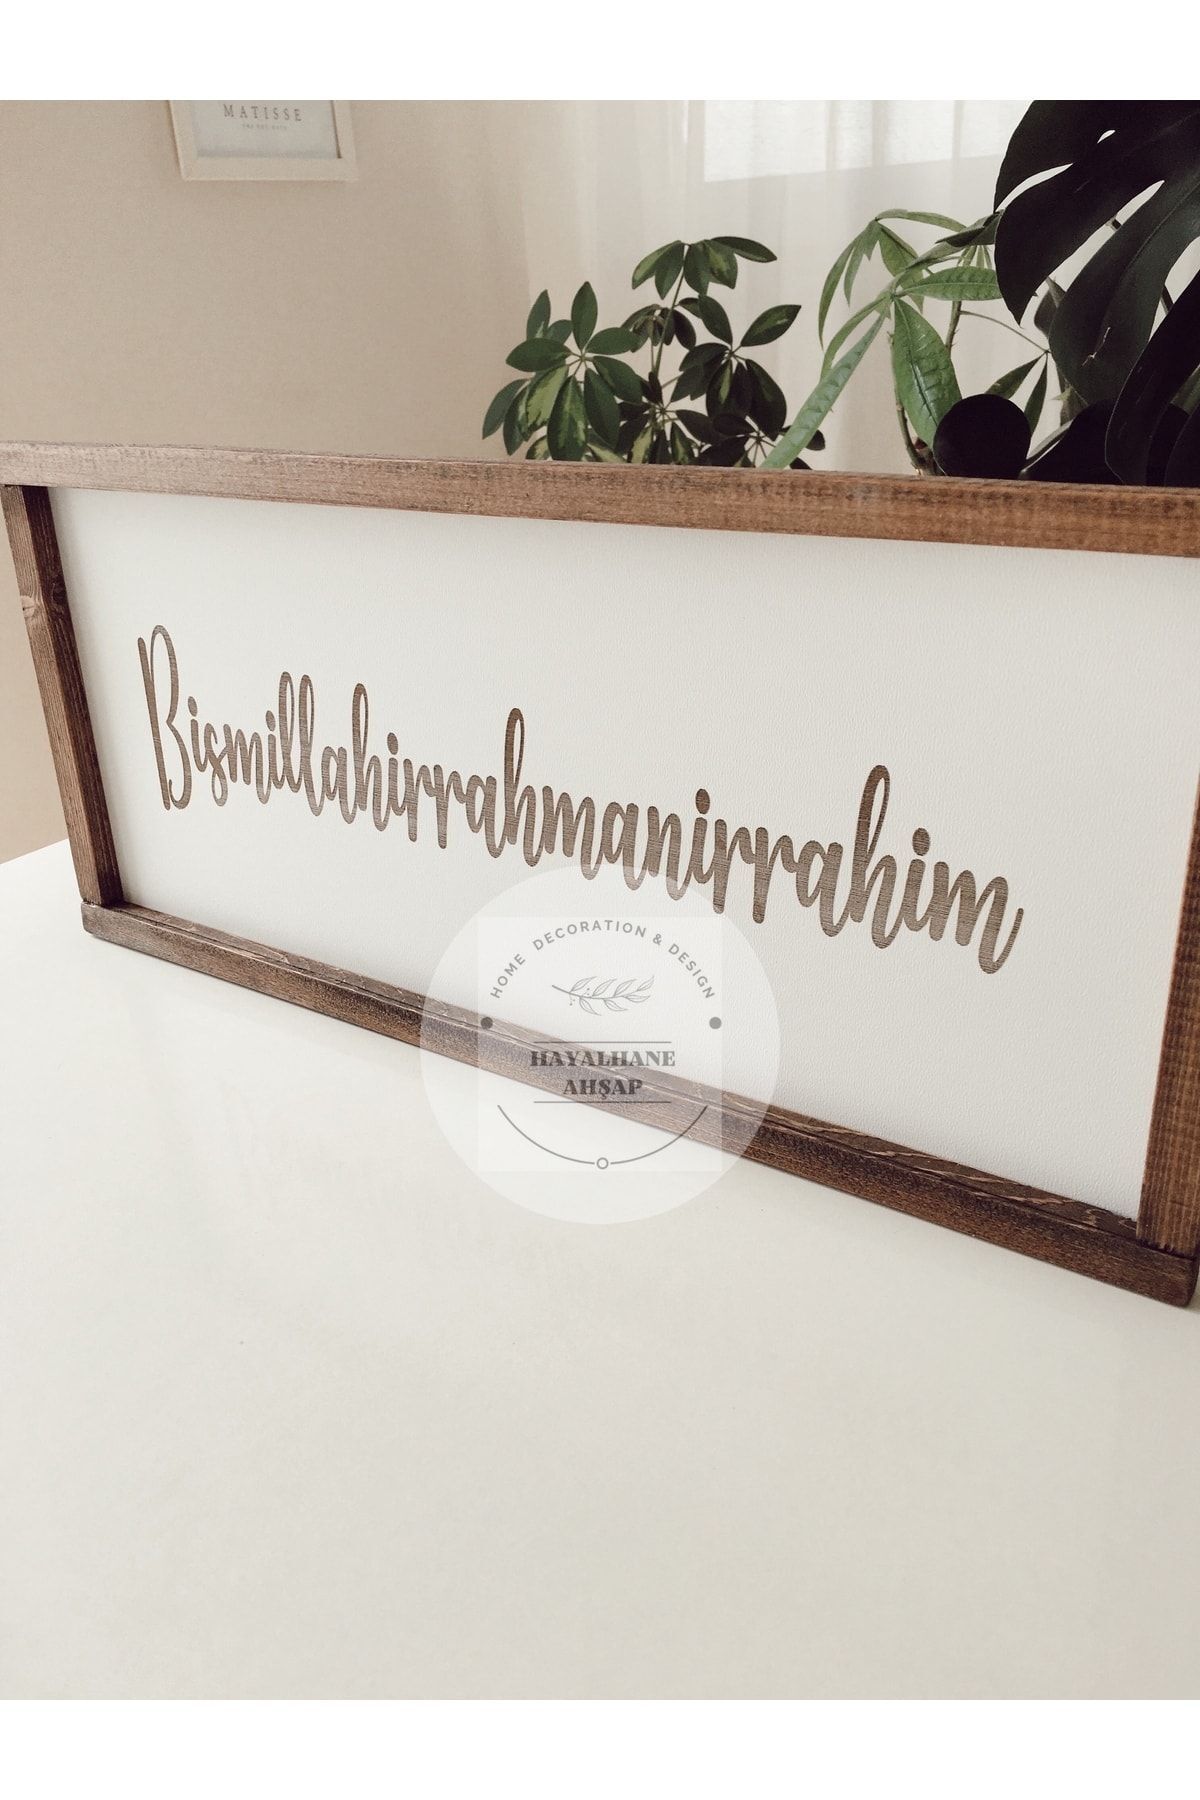 MATISSE
Bismillahirrahmanirrahim
HOME DECORATION & DESIGN
HAYALHANE
AHŞAP